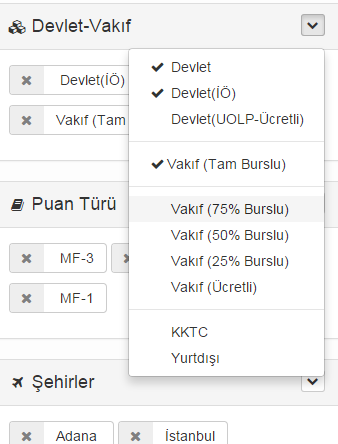 Devlet-Vakıf
Devlet(İÖ)
Vakıf (Tam
Devlet
Devlet(İÖ)
Devlet(UOLP-Ücretli)
Vakıf (Tam Burslu)
Vakıf (75% Burslu)
Vakıf (50% Burslu)
Vakıf (25% Burslu)
Vakıf (Ücretli)
KKTC
Yurtdışı
Puan Türü
MF-3
MF-1
Şehirler
Adana
İstanbul